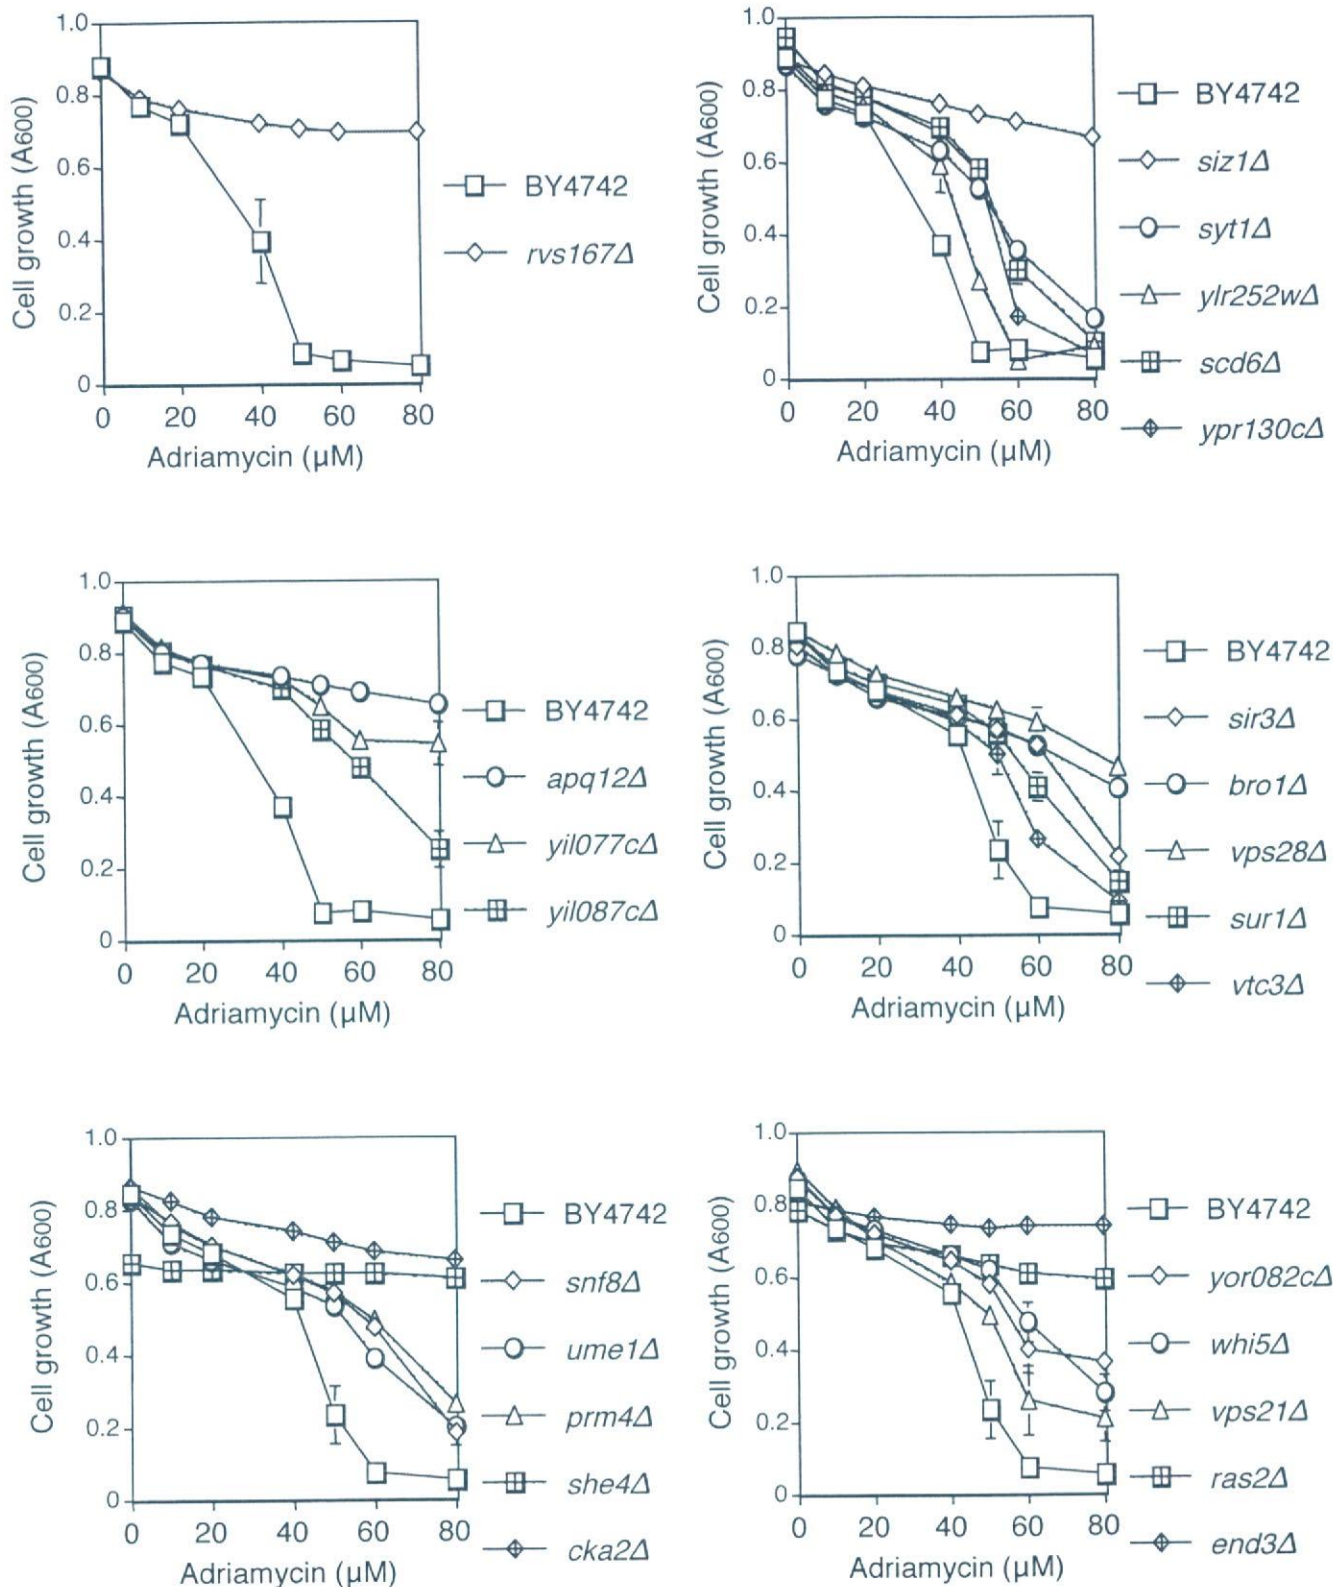 1.0
0.8
0.6
0.4
0.2
0
Cell growth (A600)
0 20 40 60 80
Adriamycin (µM)
BY4742
rvs167Δ
1.0
0.8
0.6
0.4
0.2
0
Cell growth (A600)
0 20 40 60 80
Adriamycin (µM)
BY4742
siz1Δ
syt1Δ
ylr252wΔ
scd6Δ
ypr130cΔ
1.0
0.8
0.6
0.4
0.2
0
Cell growth (A600)
0 20 40 60 80
Adriamycin (µM)
BY4742
apq12Δ
yil077cΔ
yil087cΔ
1.0
0.8
0.6
0.4
0.2
0
Cell growth (A600)
0 20 40 60 80
Adriamycin (µM)
BY4742
sir3Δ
bro1Δ
vps28Δ
sur1Δ
vtc3Δ
1.0
0.8
0.6
0.4
0.2
0
Cell growth (A600)
0 20 40 60 80
Adriamycin (µM)
BY4742
snf8Δ
ume1Δ
prm4Δ
she4Δ
cka2Δ
1.0
0.8
0.6
0.4
0.2
0
Cell growth (A600)
0 20 40 60 80
Adriamycin (µM)
BY4742
yor082cΔ
whi5Δ
vps21Δ
ras2Δ
end3Δ